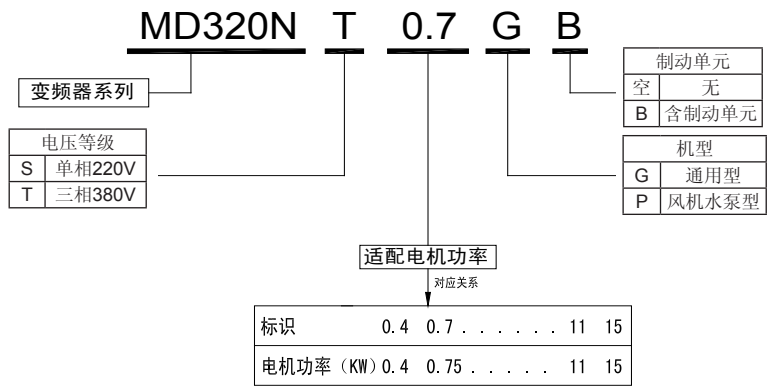 MD320N T 0.7 G B
变频器系列
电压等级
S 单相220V
T 三相380V
制动单元
空 无
B 含制动单元
机型
G 通用型
P 风机水泵型
适配电机功率
对应关系
标识 0.4 0.7 . . . . . . 11 15
电机功率（KW）0.4 0.75 . . . . . 11 15